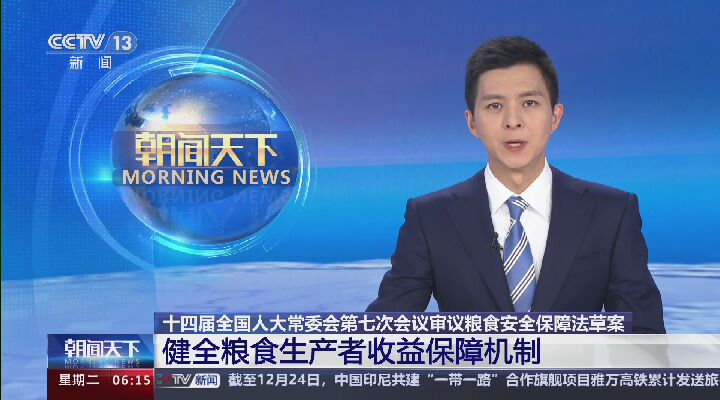 CCTV 13
新闻
朝闻天下
MORNING NEWS
十四届全国人大常委会第七次会议审议粮食安全保障法草案
健全粮食生产者收益保障机制
朝闻天下
星期二 06:15 CCTV 新闻 截至12月24日，中国印尼共建“一带一路”合作旗舰项目雅万高铁累计发送旅